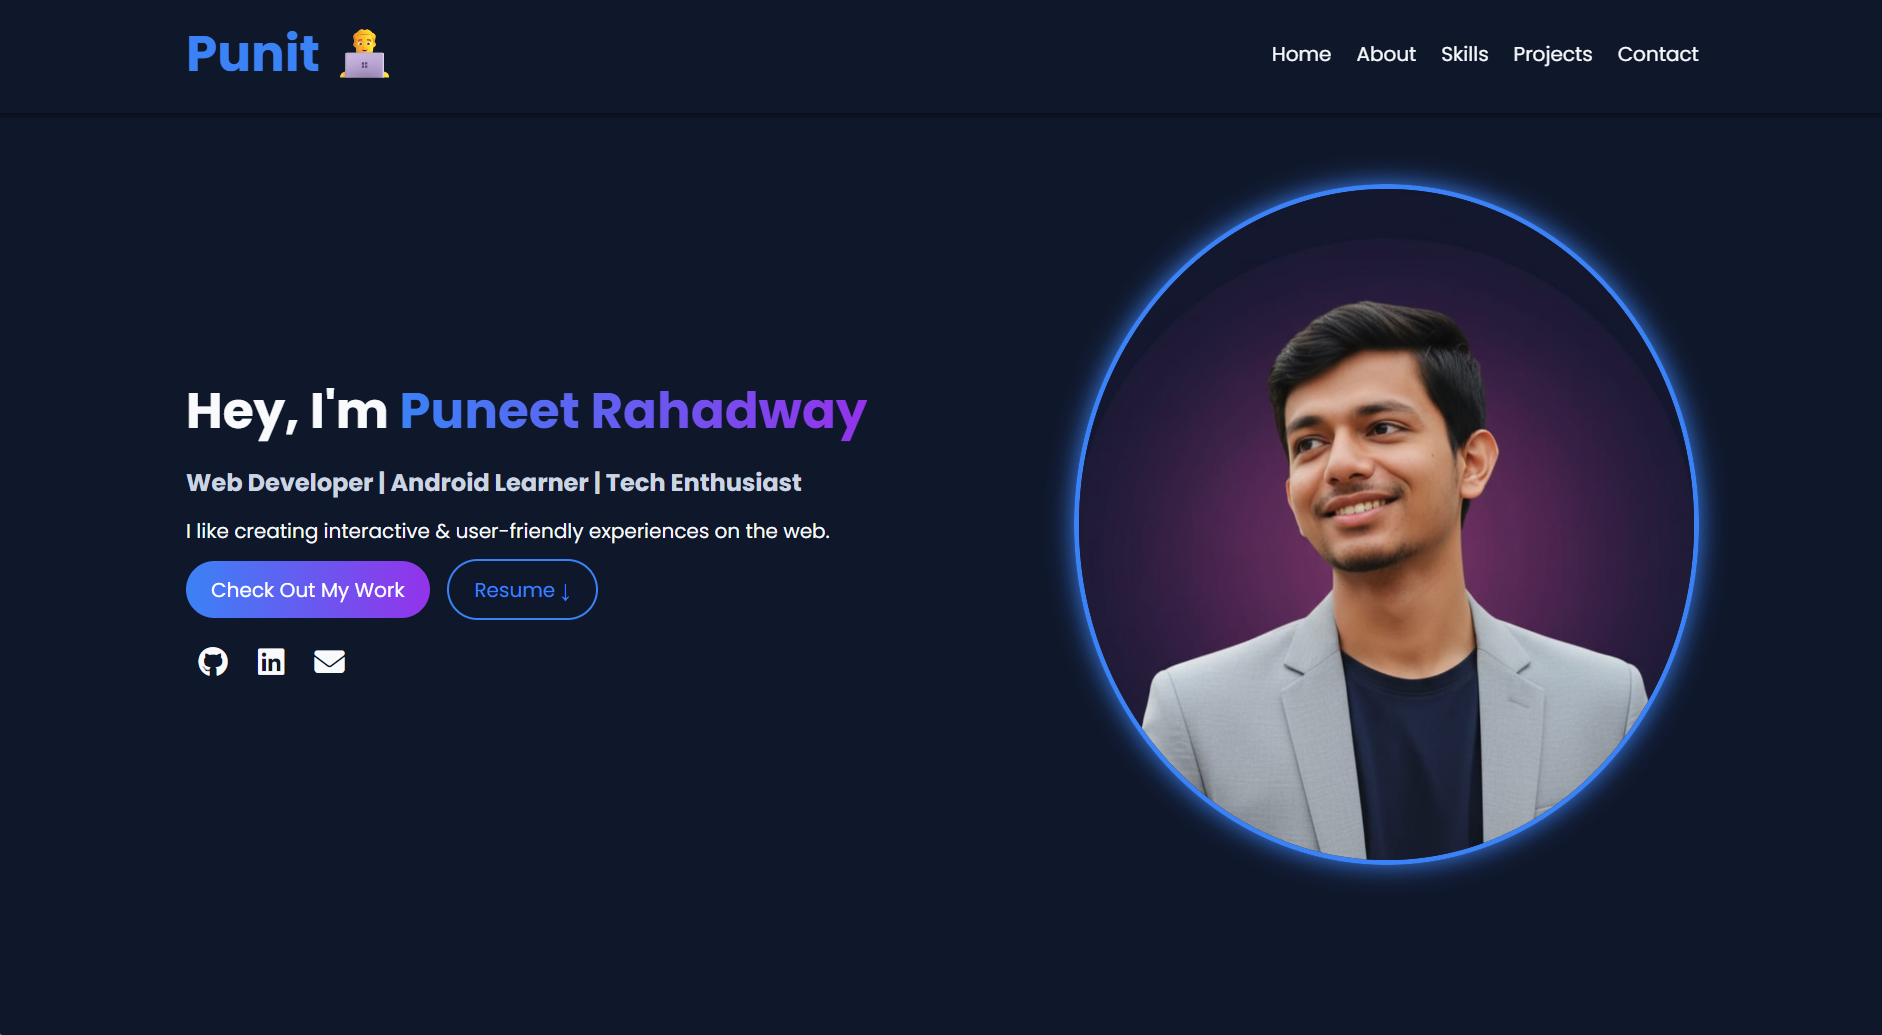 Punit
Home About Skills Projects Contact
Hey, I'm Puneet Rahadway
Web Developer | Android Learner | Tech Enthusiast
I like creating interactive & user-friendly experiences on the web.
Check Out My Work Resume ↓
in